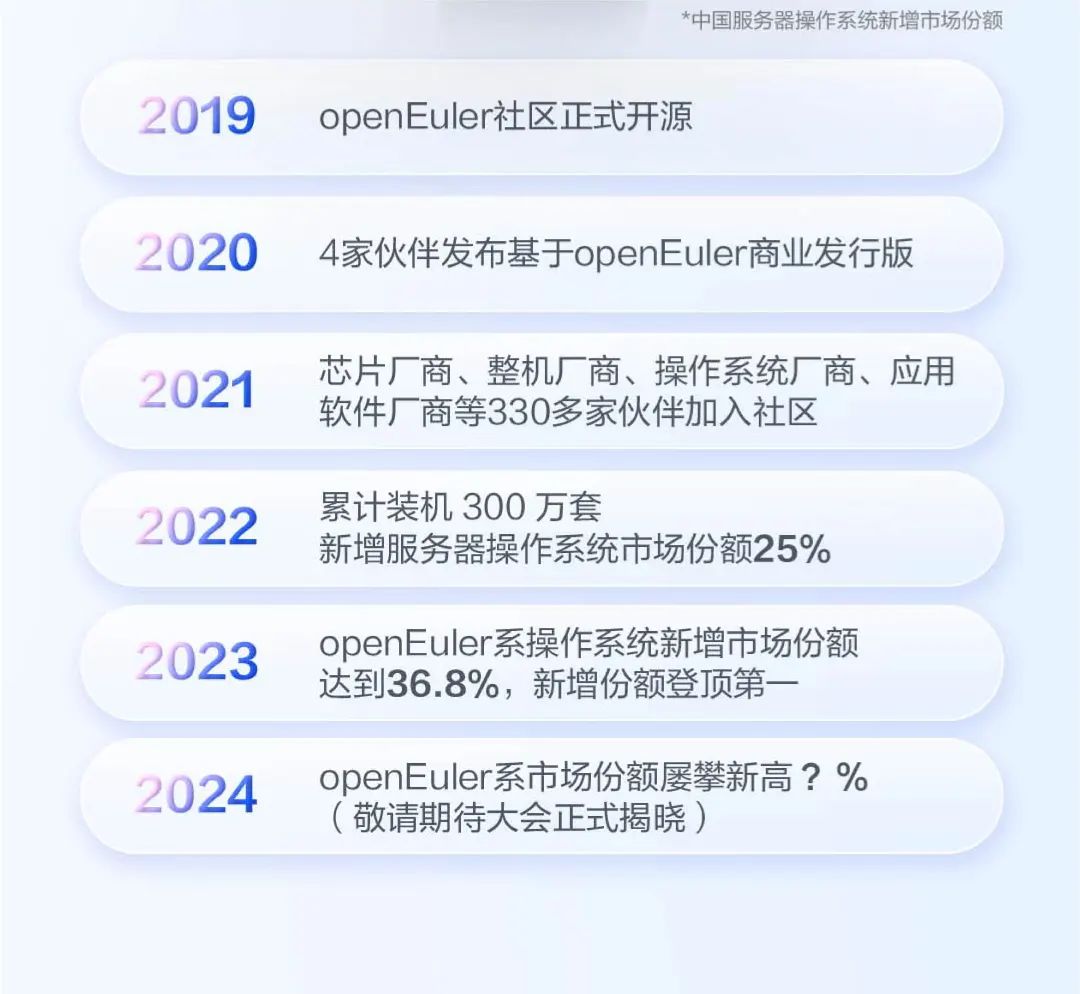 *中国服务器操作系统新增市场份额
2019
openEuler社区正式开源
2020
4家伙伴发布基于openEuler商业发行版
2021
芯片厂商、整机厂商、操作系统厂商、应用
软件厂商等330多家伙伴加入社区
2022
累计装机 300 万套
新增服务器操作系统市场份额25%
2023
openEuler系操作系统新增市场份额
达到36.8%，新增份额登顶第一
2024
openEuler系市场份额屡攀新高？%
（敬请期待大会正式揭晓）